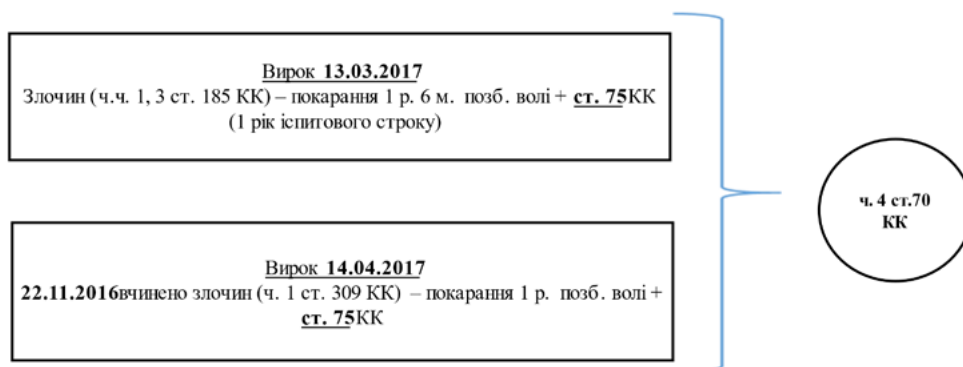 Вирок 13.03.2017
Злочин (ч.ч. 1, 3 ст. 185 КК) – покарання 1 р. 6 м. позб. волі + ст. 75КК
(1 рік іспитового строку)
ч. 4 ст.70
КК
Вирок 14.04.2017
22.11.2016вчинено злочин (ч. 1 ст. 309 КК) – покарання 1 р. позб. волі +
ст. 75КК